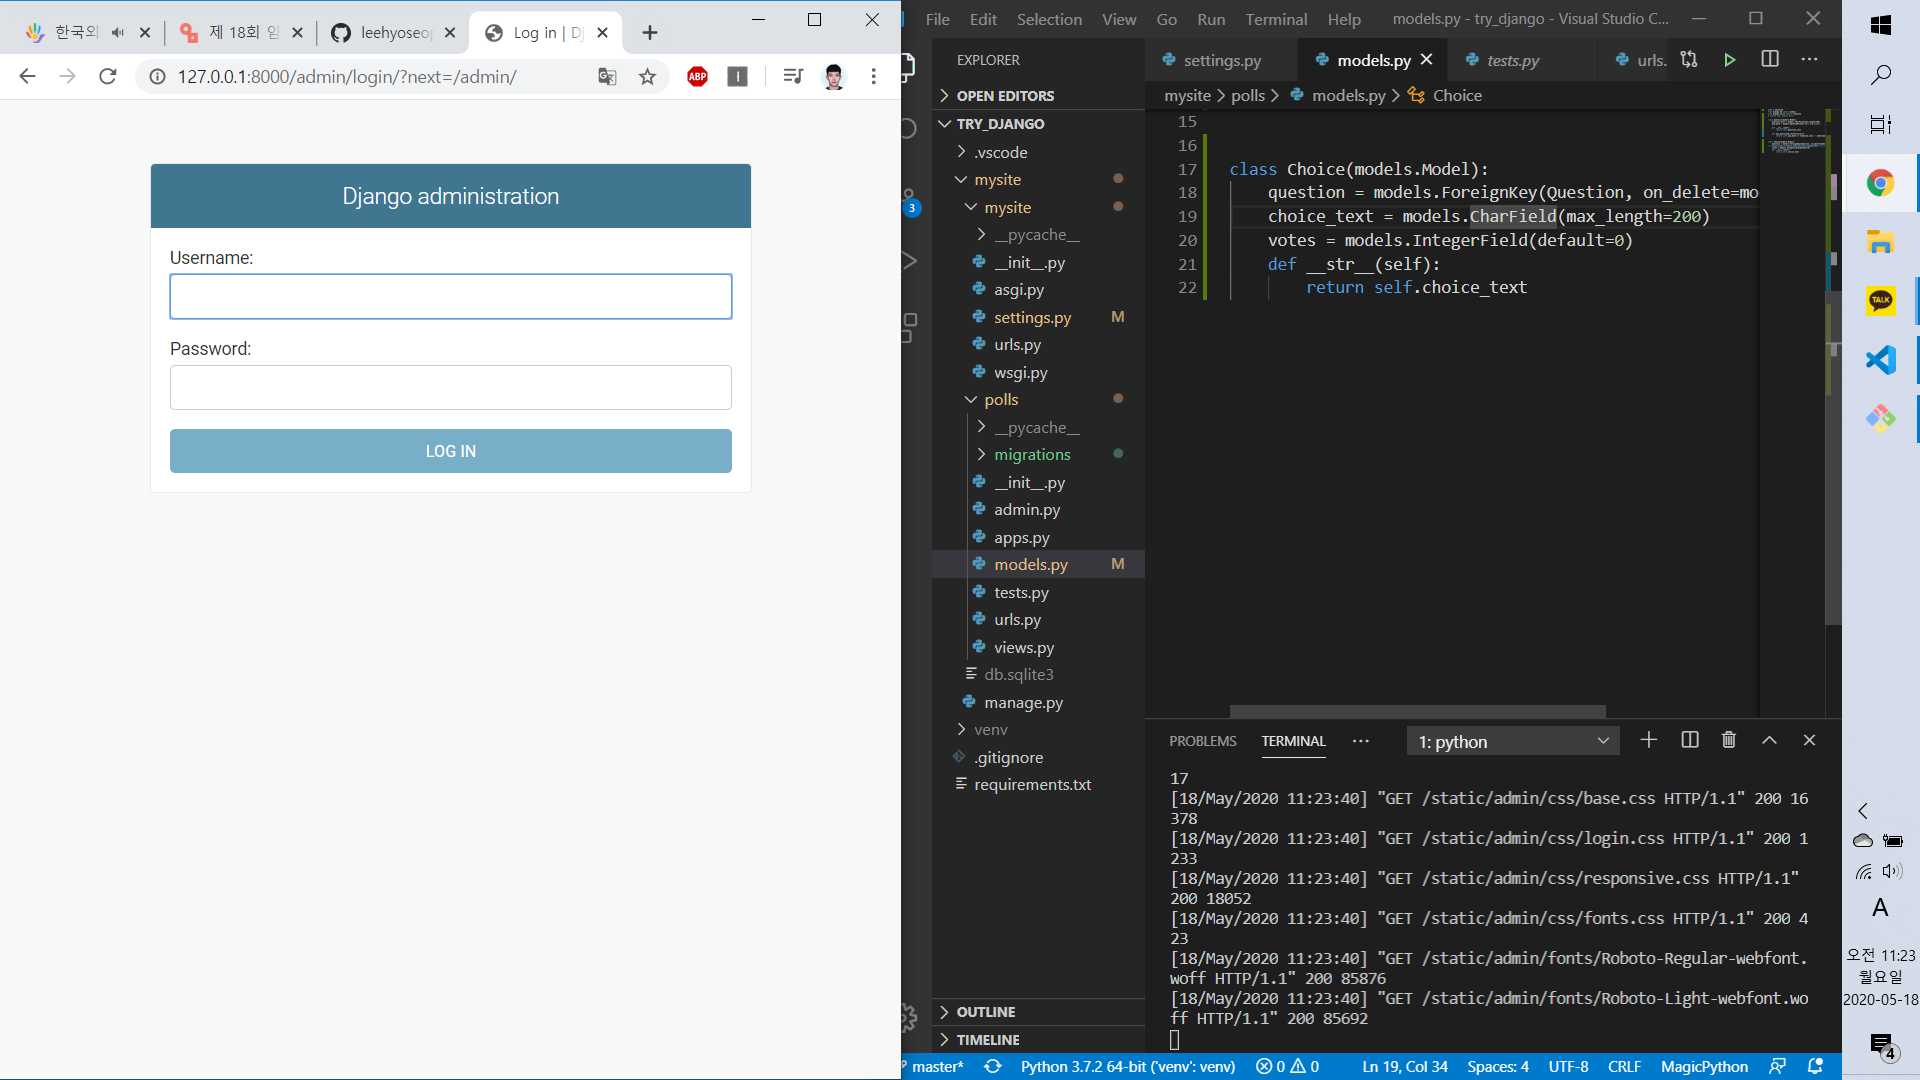 한국외
제 18회 임
leehyoseop
Log in | Dj
127.0.0.1:8000/admin/login/?next=/admin/
ABP
Django administration
Username:
Password:
LOG IN
File Edit Selection View Go Run Terminal Help models.py - try_django - Visual Studio C...
EXPLORER
OPEN EDITORS
TRY_DJANGO
.vscode
mysite
mysite
__pycache__
__init__.py
asgi.py
settings.py M
urls.py
wsgi.py
polls
__pycache__
migrations
__init__.py
admin.py
apps.py
models.py M
tests.py
urls.py
views.py
db.sqlite3
manage.py
venv
.gitignore
requirements.txt
OUTLINE
TIMELINE
3
settings.py models.py tests.py urls.
mysite > polls > models.py > Choice
15
16
17 class Choice(models.Model):
18 question = models.ForeignKey(Question, on_delete=mo
19 choice_text = models.CharField(max_length=200)
20 votes = models.IntegerField(default=0)
21 def __str__(self):
22 return self.choice_text
PROBLEMS TERMINAL ... 1: python
17
[18/May/2020 11:23:40] "GET /static/admin/css/base.css HTTP/1.1" 200 16
378
[18/May/2020 11:23:40] "GET /static/admin/css/login.css HTTP/1.1" 200 1
233
[18/May/2020 11:23:40] "GET /static/admin/css/responsive.css HTTP/1.1"
200 18052
[18/May/2020 11:23:40] "GET /static/admin/css/fonts.css HTTP/1.1" 200 4
23
[18/May/2020 11:23:40] "GET /static/admin/fonts/Roboto-Regular-webfont.
woff HTTP/1.1" 200 85876
[18/May/2020 11:23:40] "GET /static/admin/fonts/Roboto-Light-webfont.wo
ff HTTP/1.1" 200 85692
master* Python 3.7.2 64-bit ('venv': venv) 0 0 Ln 19, Col 34 Spaces: 4 UTF-8 CRLF MagicPython
TALK
A
오전 11:23
월요일
2020-05-18
4